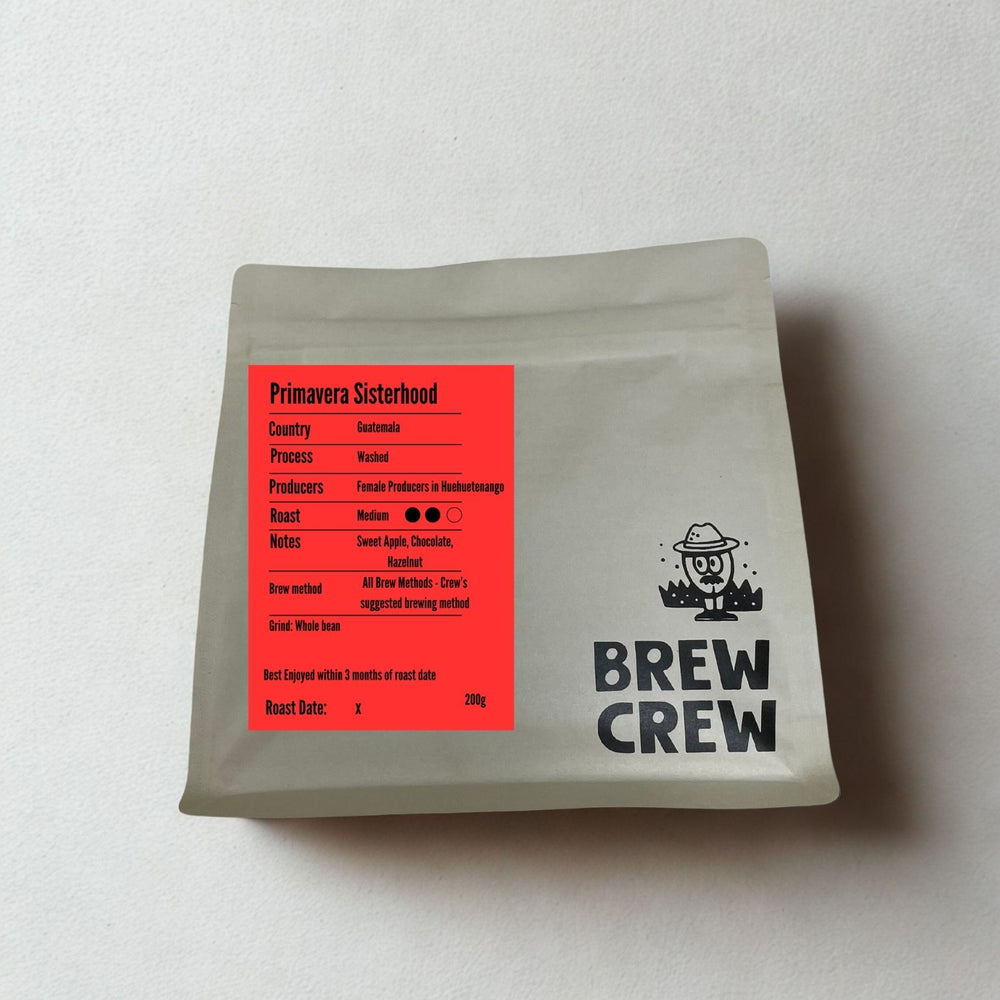 Primavera Sisterhood
Country Guatemala
Process Washed
Producers Female Producers in Huehuetenango
Roast Medium
Notes Sweet Apple, Chocolate,
Hazelnut
Brew method All Brew Methods - Crew's
suggested brewing method
Grind: Whole bean
Best Enjoyed within 3 months of roast date
Roast Date: x 200g
BREW
CREW